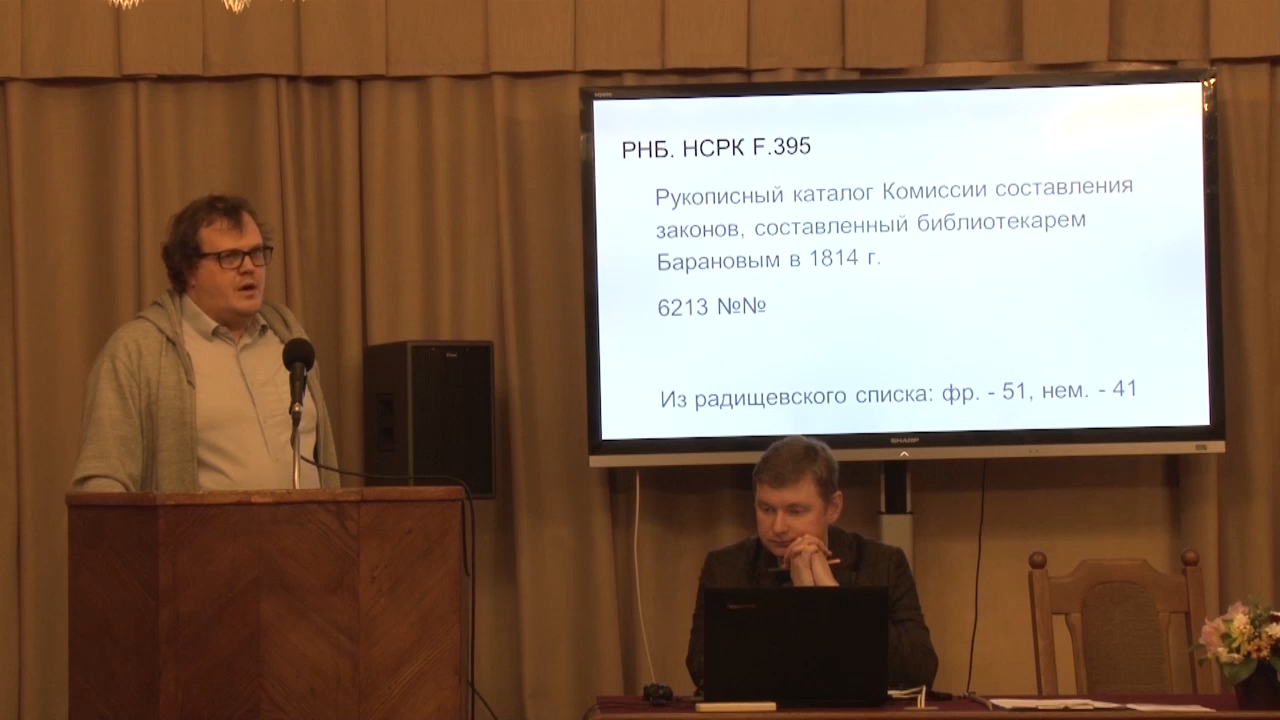 РНБ. НСРК F.395
Рукописный каталог Комиссии составления
законов, составленный библиотекарем
Барановым в 1814 г.
6213 №№
Из радищевского списка: фр. - 51, нем. - 41
SHARP